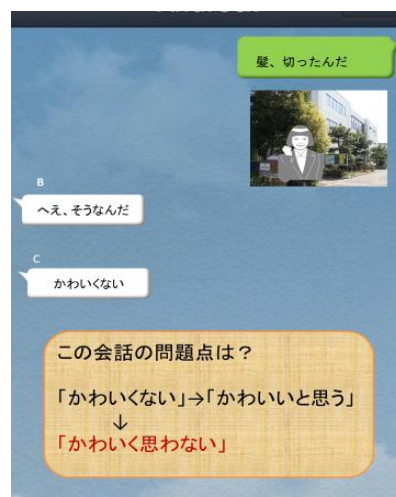 髪、切ったんだ
B
へえ、そうなんだ
C
かわいくない
この会話の問題点は？
「かわいくない」→「かわいいと思う」
↓
「かわいく思わない」